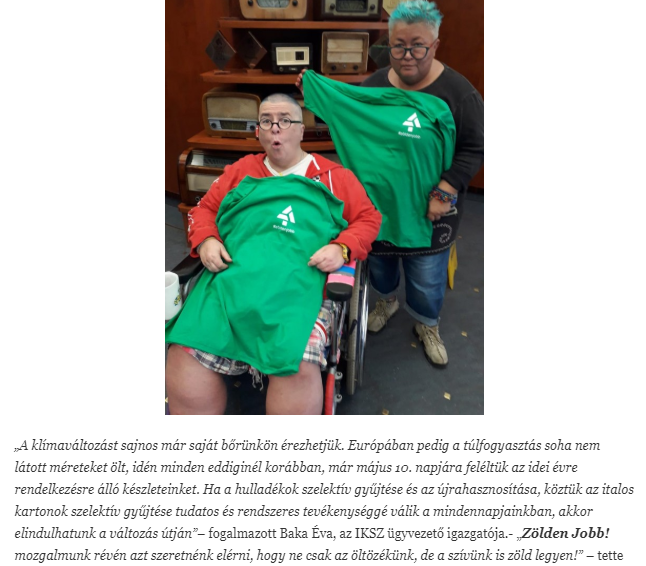 „A klímaváltozást sajnos már saját bőrünkön érezhetjük. Európában pedig a túlfogyasztás soha nem
látott méreteket ölt, idén minden eddiginél korábban, már május 10. napjára feléltük az idei évre
rendelkezésre álló készleteinket. Ha a hulladékok szelektív gyűjtése és az újrahasznosítása, köztük az italos
kartonok szelektív gyűjtése tudatos és rendszeres tevékenységgé válik a mindennapjainkban, akkor
elindulhatunk a változás útján”– fogalmazott Baka Éva, az IKSZ ügyvezető igazgatója.- „Zölden Jobb!
mozgalmunk révén azt szeretnénk elérni, hogy ne csak az öltözékünk, de a szívünk is zöld legyen!” – tette